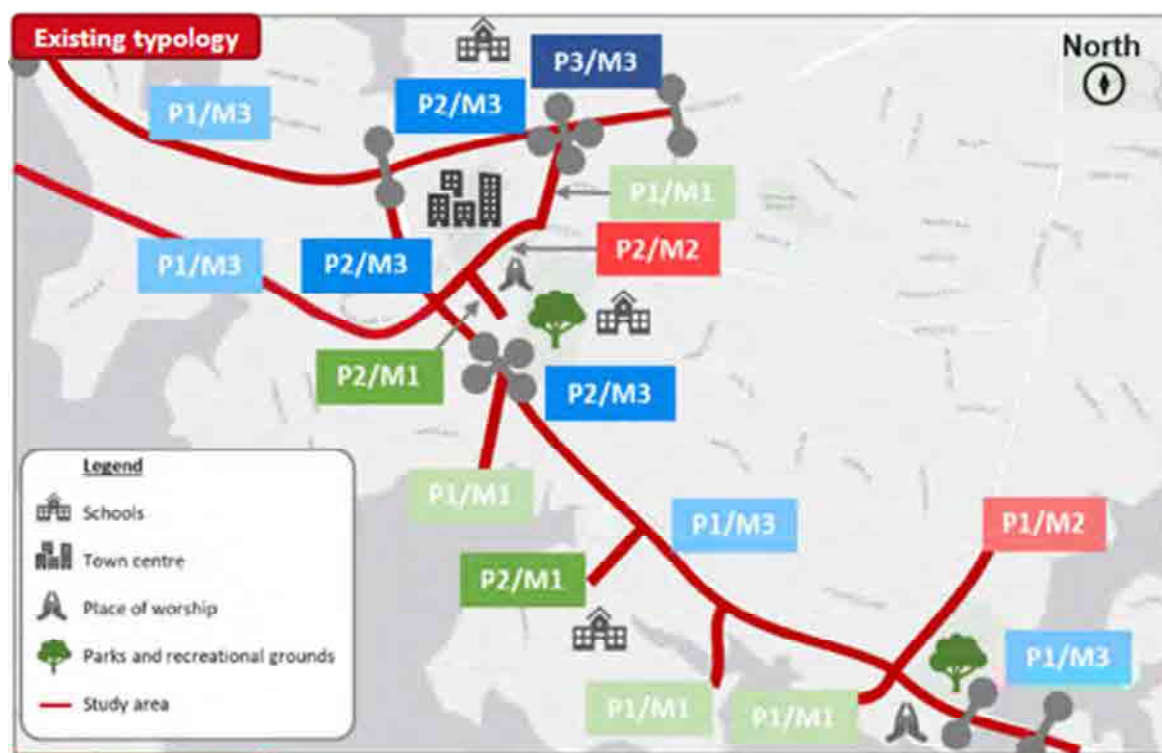 Existing typology
North
P3/M3
P2/M3
P1/M3
P1/M1
P2/M2
P1/M3
P2/M3
P2/M1
P2/M3
P1/M1
P1/M3
P1/M2
P2/M1
P1/M3
P1/M1
P1/M1
Legend
Schools
Town centre
Place of worship
Parks and recreational grounds
Study area